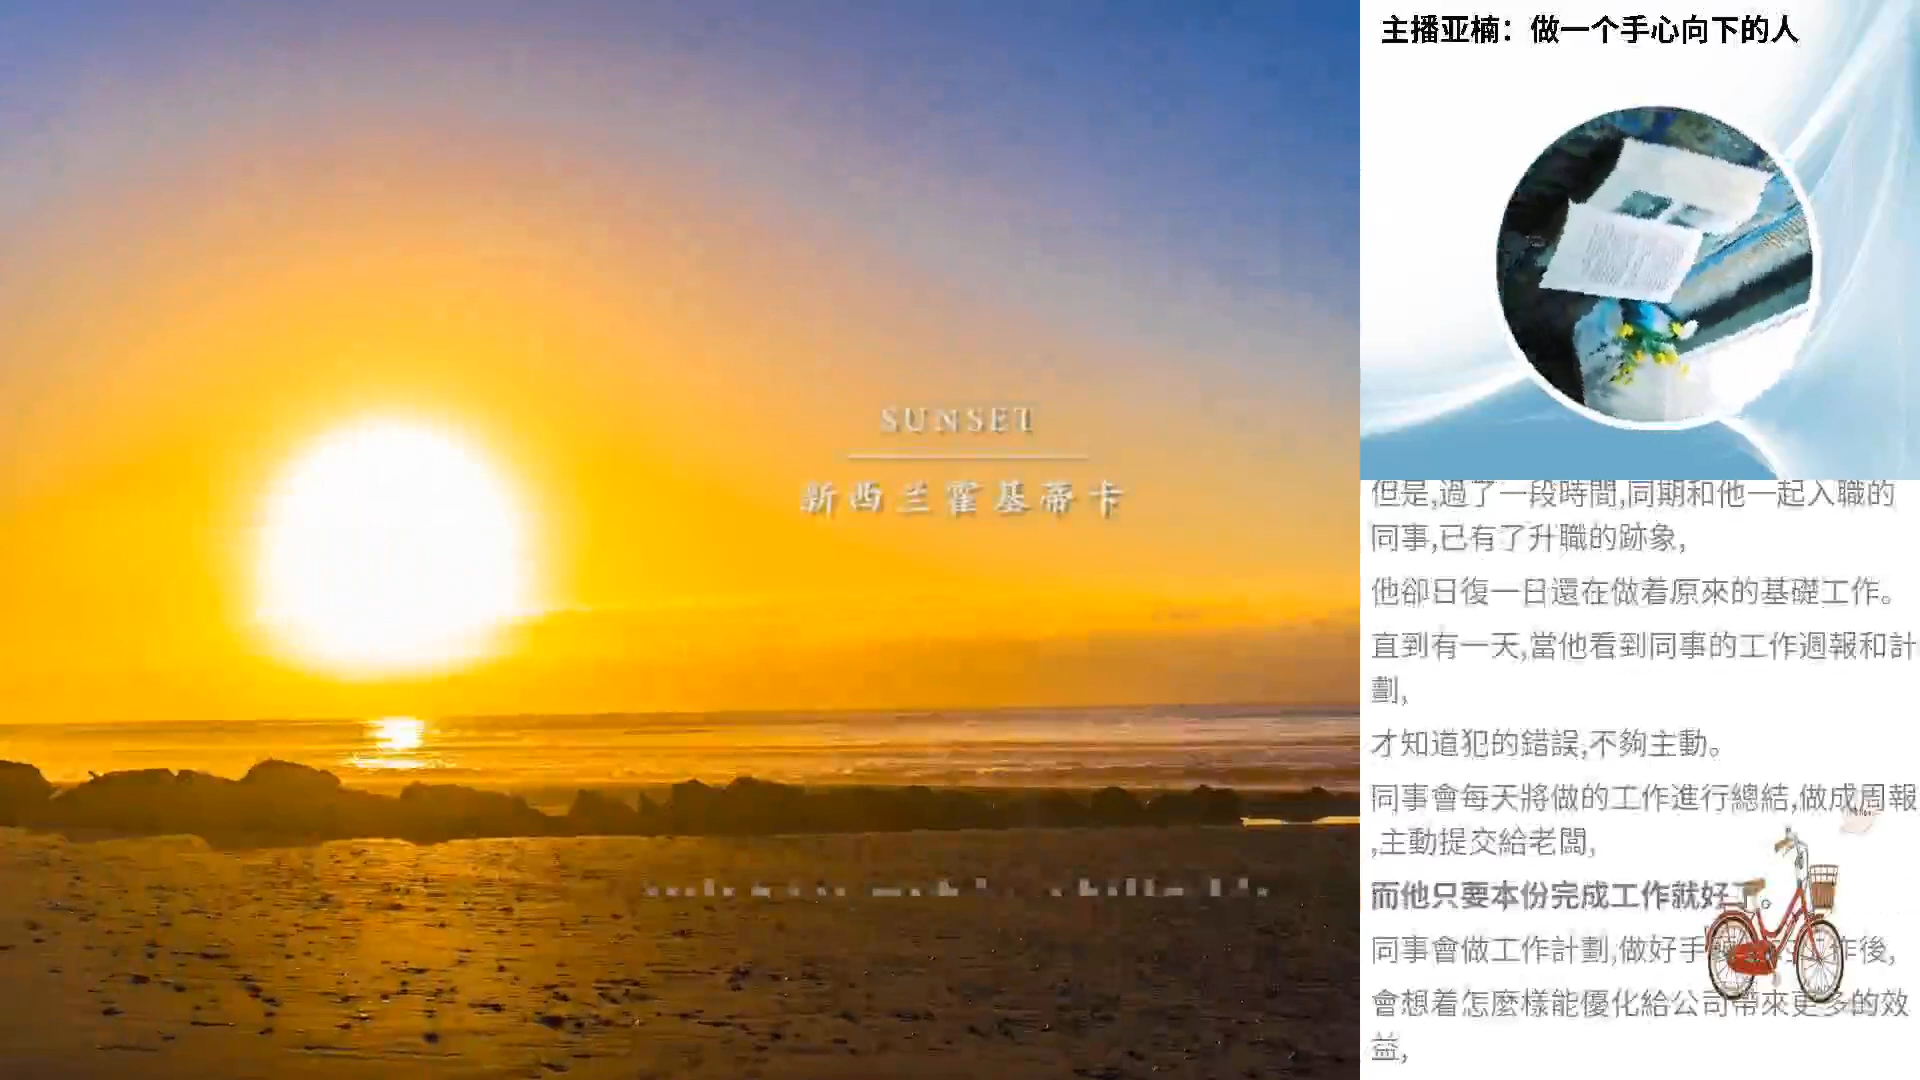 SUNSET
新西兰霍基蒂卡
主播亚楠：做一个手心向下的人
但是,過了一段時間,同期和他一起入職的
同事,已有了升職的跡象,
他卻日復一日還在做着原來的基礎工作。
直到有一天,當他看到同事的工作週報和計
劃,
才知道犯的錯誤,不夠主動。
同事會每天將做的工作進行總結,做成周報
,主動提交給老闆,
而他只要本份完成工作就好了。
同事會做工作計劃,做好手 作後,
會想着怎麼樣能優化給公司帶來更多的效
益,